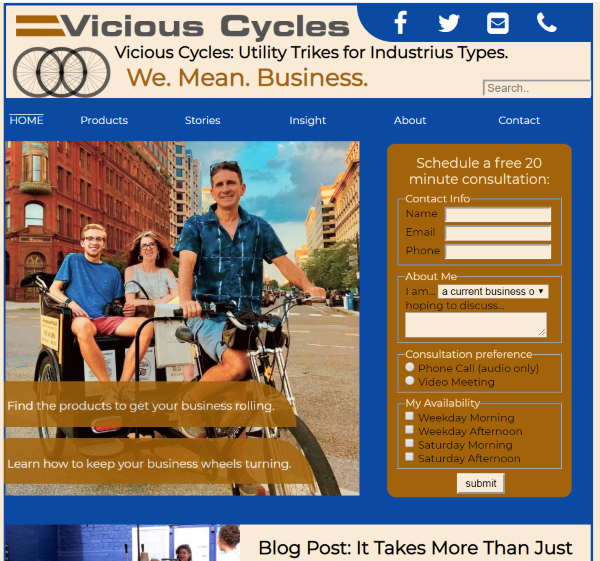 Vicious Cycles
Vicious Cycles: Utility Trikes for Industrius Types.
We. Mean. Business.
Search..
HOME Products Stories Insight About Contact
Schedule a free 20
minute consultation:
Contact Info
Name
Email
Phone
About Me
I am... a current business o
hoping to discuss...
Consultation preference
Phone Call (audio only)
Video Meeting
My Availability
Weekday Morning
Weekday Afternoon
Saturday Morning
Saturday Afternoon
submit
Find the products to get your business rolling.
Learn how to keep your business wheels turning.
Blog Post: It Takes More Than Just